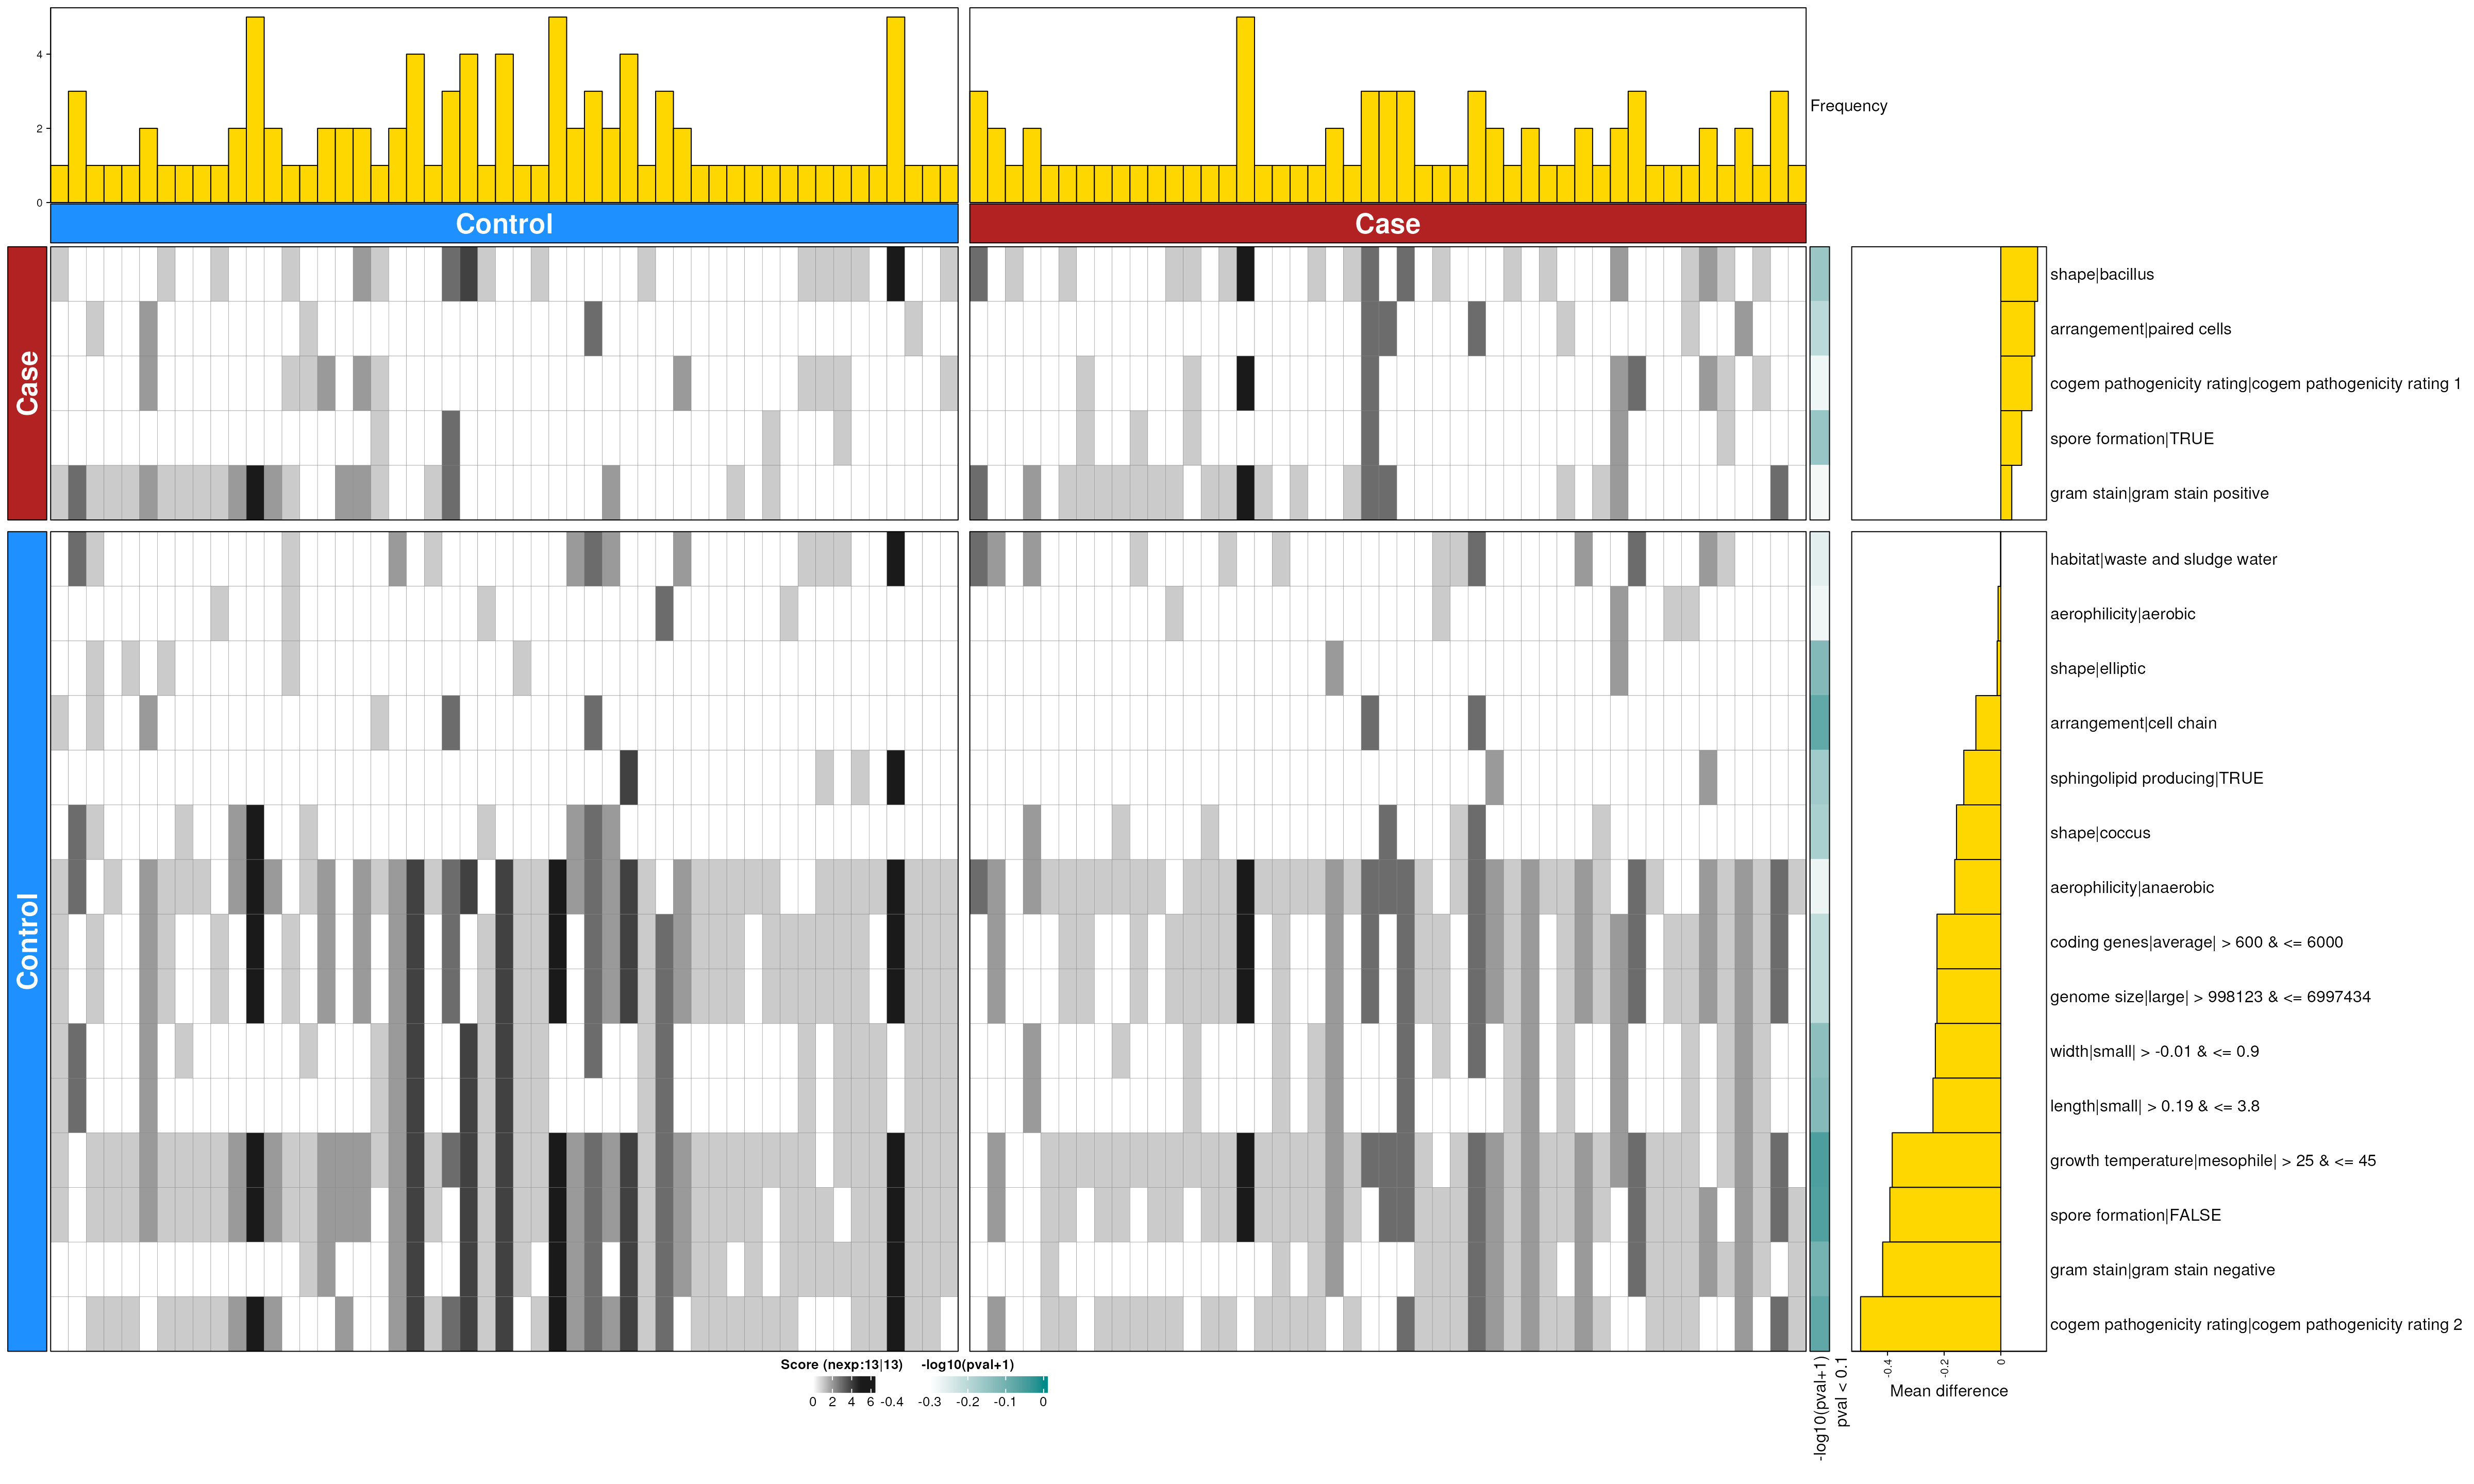 4
2
0
Frequency
Control
Case
Case
shape|bacillus
arrangement|paired cells
cogem pathogenicity rating|cogem pathogenicity rating 1
spore formation|TRUE
gram stain|gram stain positive
Control
habitat|waste and sludge water
aerophilicity|aerobic
shape|elliptic
arrangement|cell chain
sphingolipid producing|TRUE
shape|coccus
aerophilicity|anaerobic
coding genes|average| > 600 & <= 6000
genome size|large| > 998123 & <= 6997434
width|small| > -0.01 & <= 0.9
length|small| > 0.19 & <= 3.8
growth temperature|mesophile| > 25 & <= 45
spore formation|FALSE
gram stain|gram stain negative
cogem pathogenicity rating|cogem pathogenicity rating 2
-0.4 -0.2 0
Mean difference
-log10(pval+1)
pval < 0.1
Score (nexp:13|13)
0 2 4 6
-log10(pval+1)
-0.4 -0.3 -0.2 -0.1 0